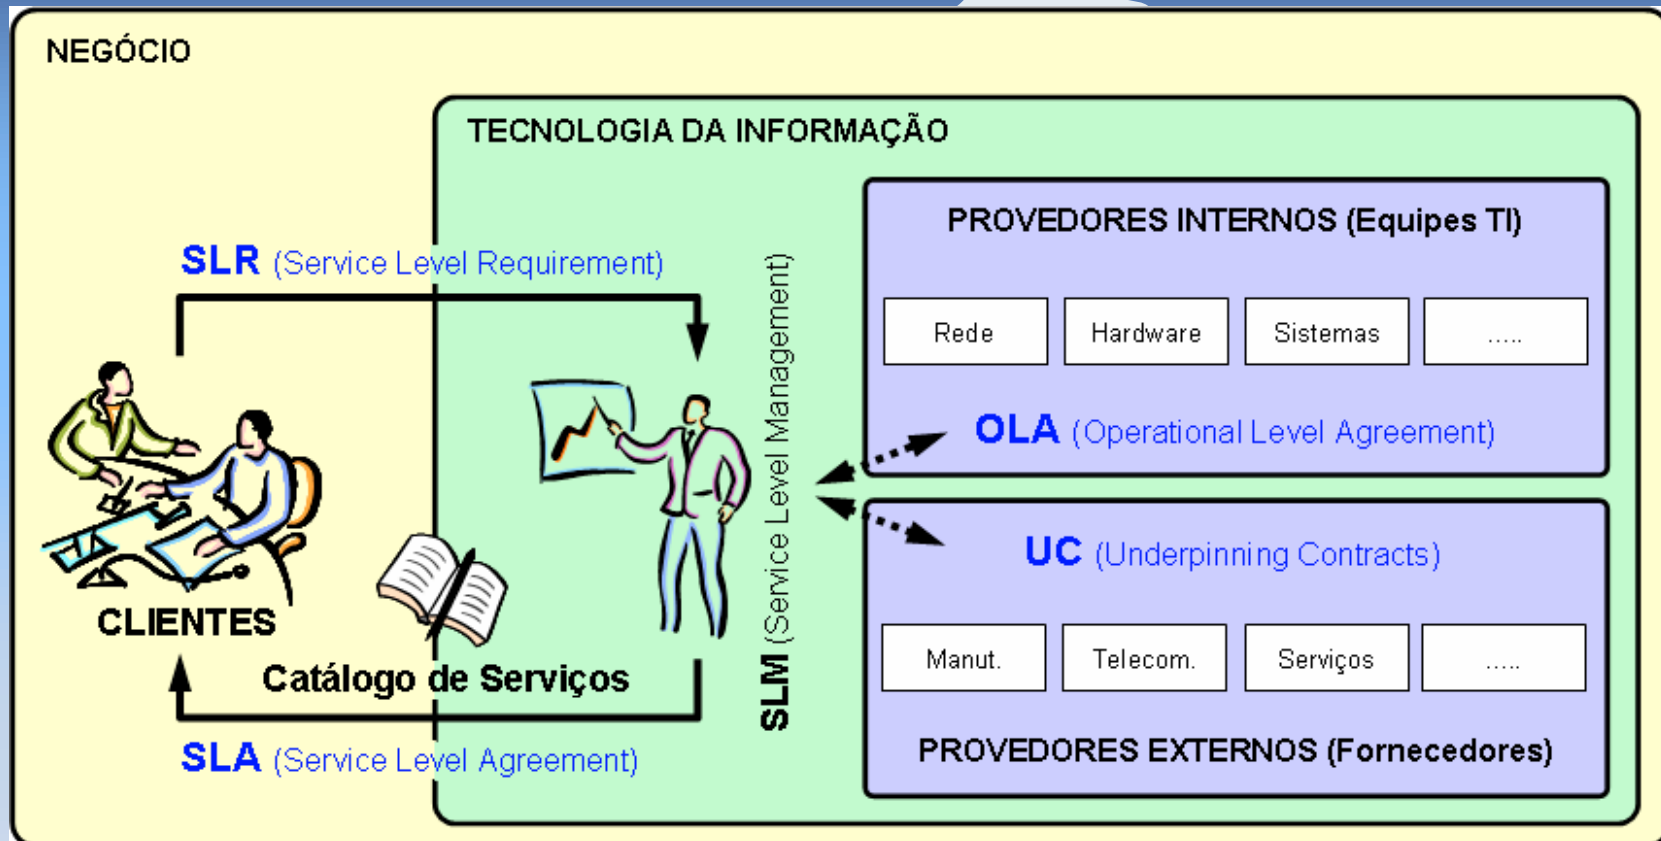 NEGÓCIO
TECNOLOGIA DA INFORMAÇÃO
SLR (Service Level Requirement)
CLIENTES
Catálogo de Serviços
SLA (Service Level Agreement)
SLM (Service Level Management)
PROVEDORES INTERNOS (Equipes TI)
Rede
Hardware
Sistemas
.....
OLA (Operational Level Agreement)
UC (Underpinning Contracts)
Manut.
Telecom.
Serviços
.....
PROVEDORES EXTERNOS (Fornecedores)